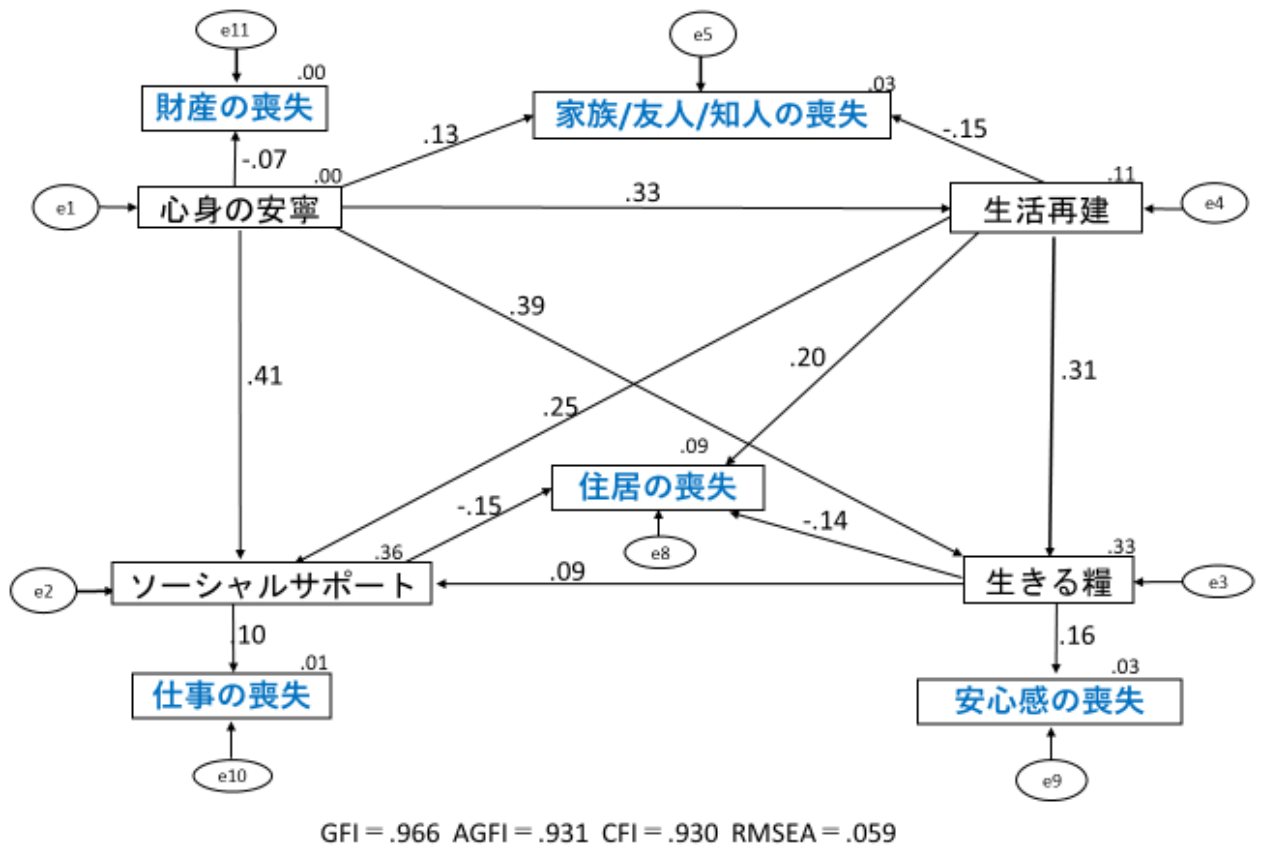 e11
e5
.00
.03
財産の喪失
家族/友人/知人の喪失
.13
-.15
-.07
.00
.11
e1
心身の安寧
.33
生活再建
e4
.39
.20
.41
.31
.25
.09
住居の喪失
-.15
-.14
.36
e8
.33
.09
e2
ソーシャルサポート
生きる糧
e3
.10
.16
.01
.03
仕事の喪失
安心感の喪失
e10
e9
GFI＝.966 AGFI＝.931 CFI＝.930 RMSEA＝.059